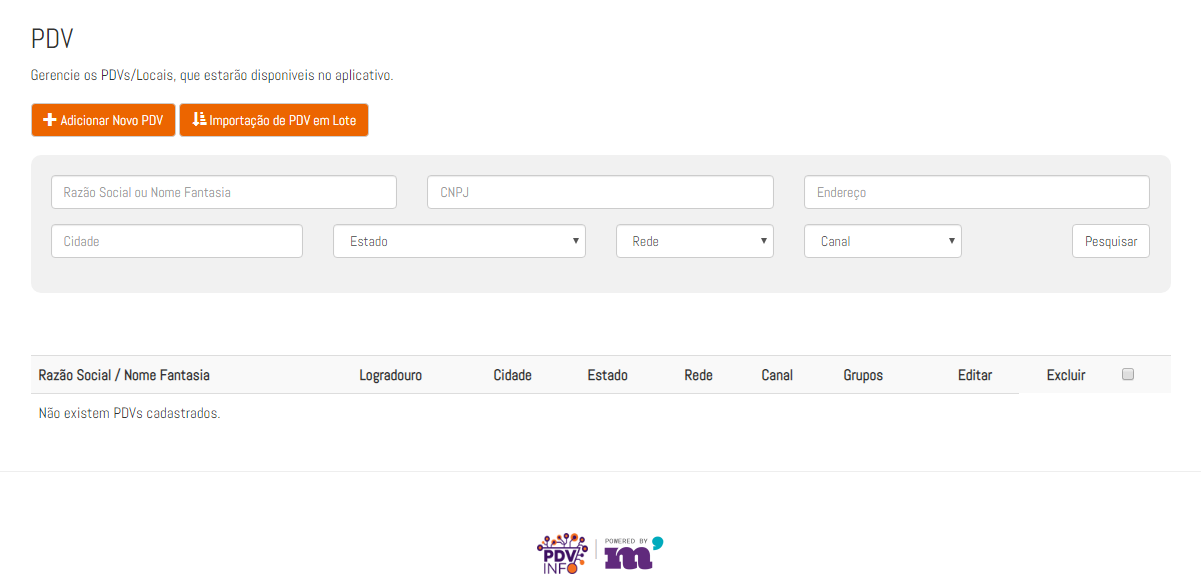 PDV
Gerencie os PDVs/Locais, que estarão disponiveis no aplicativo.
Adicionar Novo PDV Importação de PDV em Lote
Razão Social ou Nome Fantasia CNPJ Endereço
Cidade Estado Rede Canal Pesquisar
Razão Social / Nome Fantasia Logradouro Cidade Estado Rede Canal Grupos Editar Excluir
Não existem PDVs cadastrados.
PDV
INFO
POWERED BY
m'